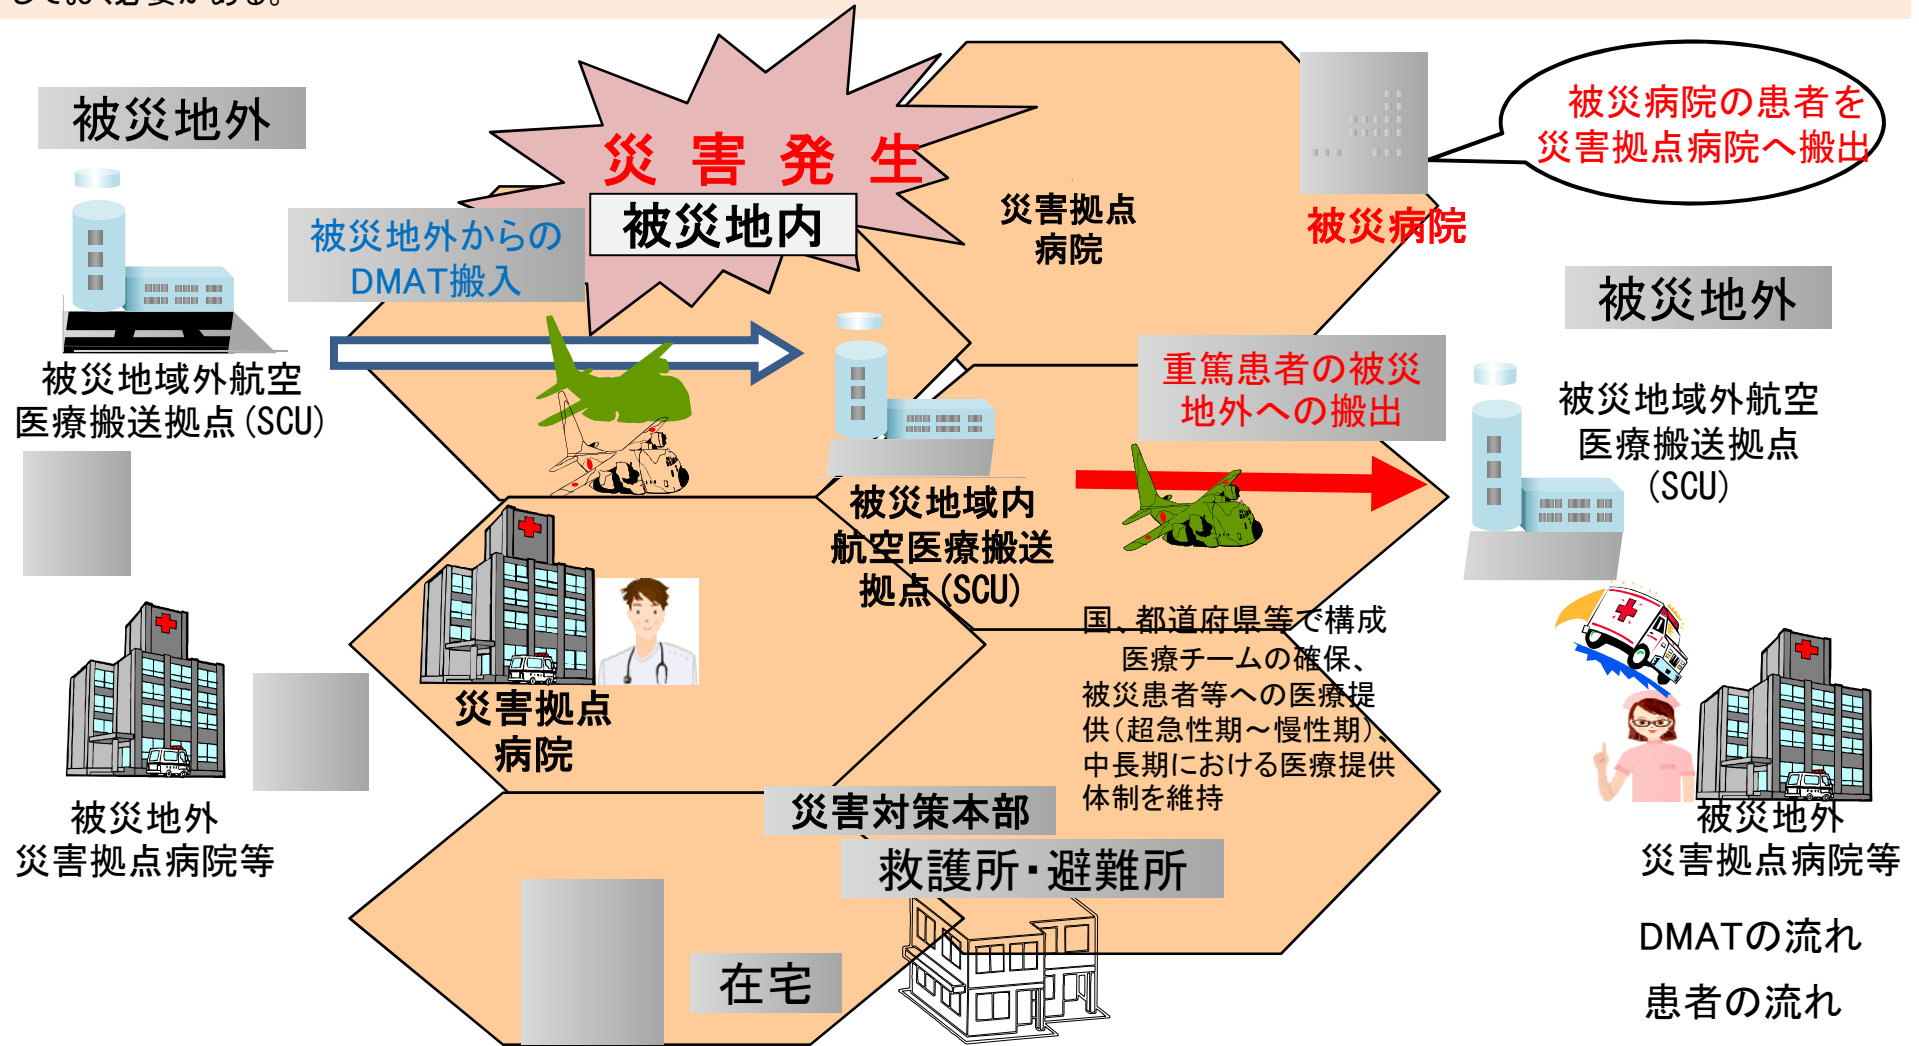 しておく必要がある。
被災地外
災害発生
被災地内
被災地外からの
DMAT搬入
災害拠点
病院
被災病院
被災病院の患者を
災害拠点病院へ搬出
被災地外
被災地域外航空
医療搬送拠点(SCU)
重篤患者の被災
地外への搬出
被災地域外航空
医療搬送拠点
(SCU)
被災地域内
航空医療搬送
拠点(SCU)
災害拠点
病院
国、都道府県等で構成
医療チームの確保、
被災患者等への医療提
供(超急性期~慢性期)、
中長期における医療提供
体制を維持
災害対策本部
救護所・避難所
在宅
被災地外
災害拠点病院等
被災地外
災害拠点病院等
DMATの流れ
患者の流れ